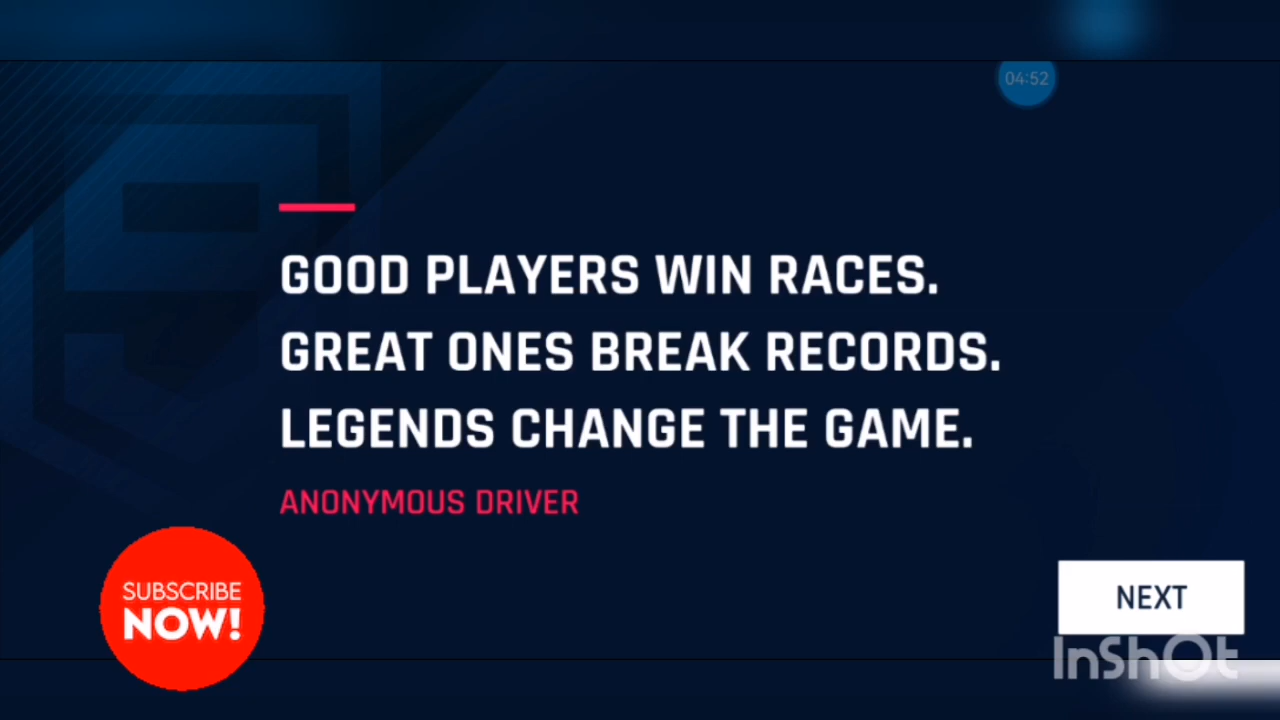 04:52
GOOD PLAYERS WIN RACES.
GREAT ONES BREAK RECORDS.
LEGENDS CHANGE THE GAME.
ANONYMOUS DRIVER
SUBSCRIBE
NOW!
NEXT
InShOt